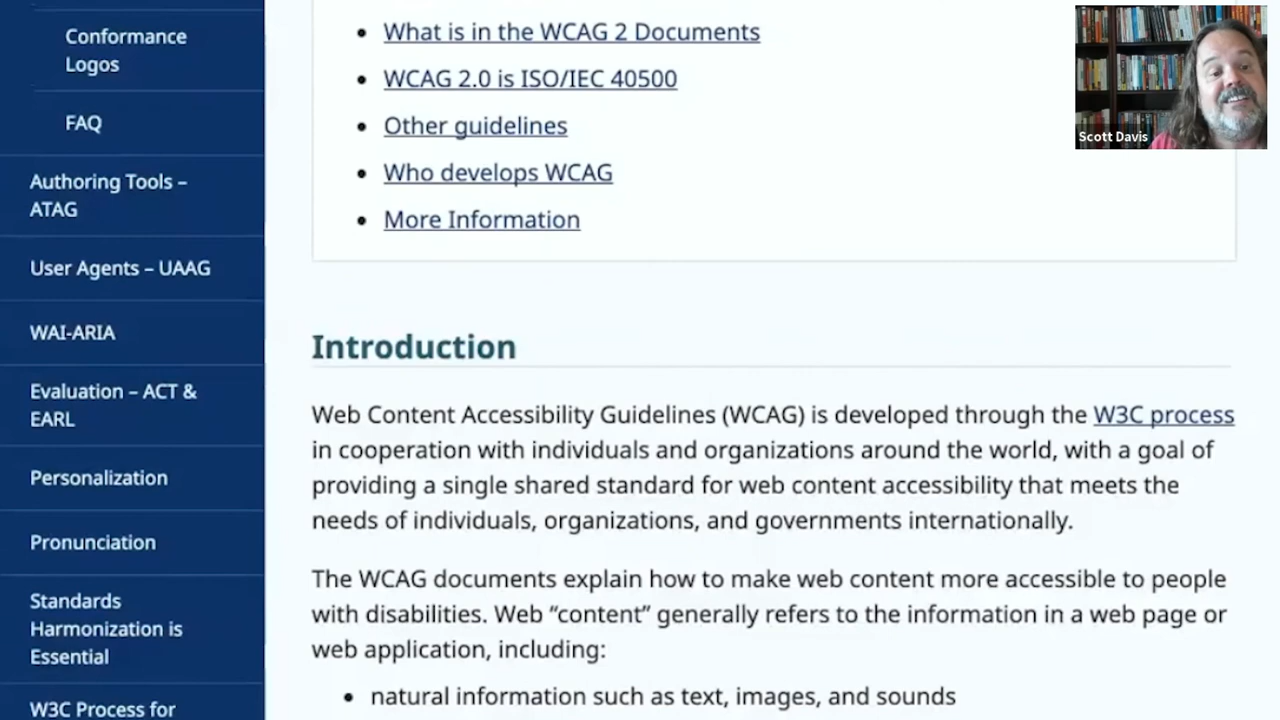 Conformance
Logos
FAQ
Authoring Tools –
ATAG
User Agents – UAAG
WAI-ARIA
Evaluation – ACT &
EARL
Personalization
Pronunciation
Standards
Harmonization is
Essential
W3C Process for
What is in the WCAG 2 Documents
WCAG 2.0 is ISO/IEC 40500
Other guidelines
Who develops WCAG
More Information
Introduction
Web Content Accessibility Guidelines (WCAG) is developed through the W3C process
in cooperation with individuals and organizations around the world, with a goal of
providing a single shared standard for web content accessibility that meets the
needs of individuals, organizations, and governments internationally.
The WCAG documents explain how to make web content more accessible to people
with disabilities. Web “content” generally refers to the information in a web page or
web application, including:
natural information such as text, images, and sounds
Scott Davis